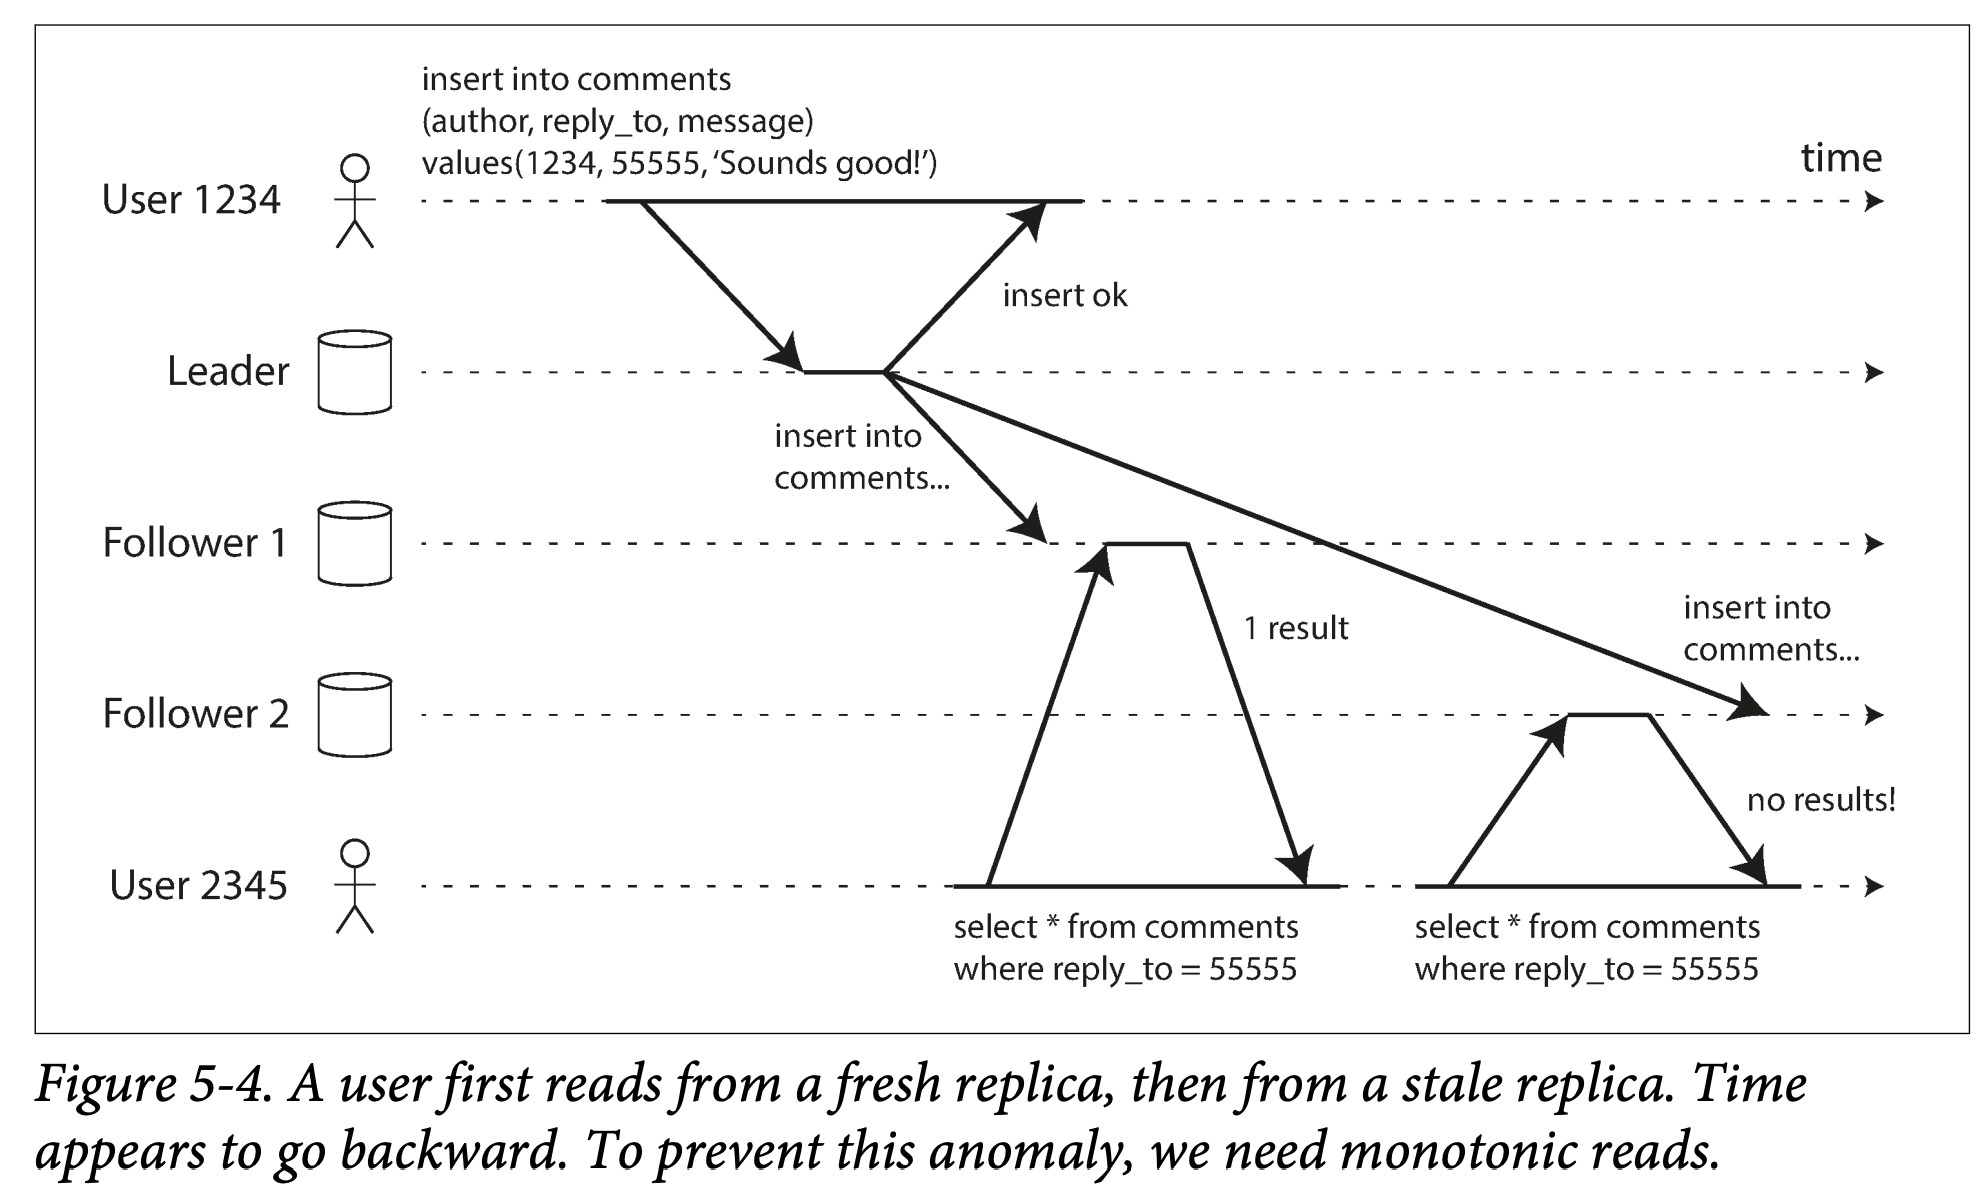 insert into comments
(author, reply_to, message)
values(1234, 55555, ‘Sounds good!’)
time
User 1234
insert ok
Leader
insert into
comments...
Follower 1
1 result
insert into
comments...
Follower 2
no results!
User 2345
select * from comments
where reply_to = 55555
select * from comments
where reply_to = 55555
Figure 5-4. A user first reads from a fresh replica, then from a stale replica. Time
appears to go backward. To prevent this anomaly, we need monotonic reads.